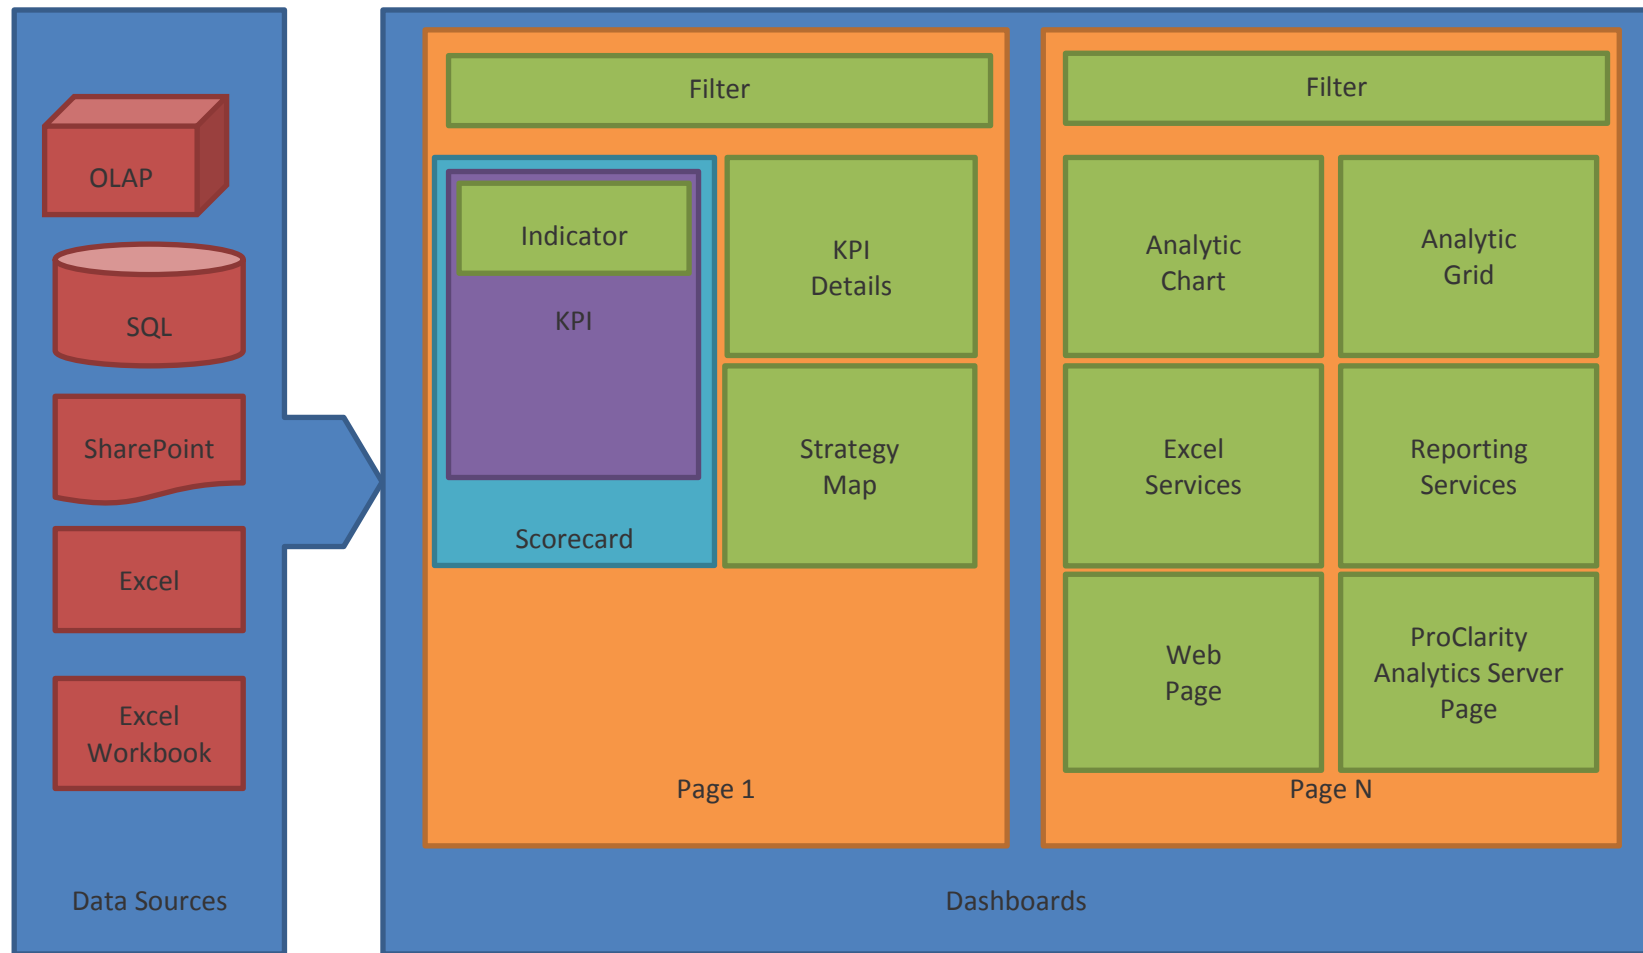 OLAP
SQL
SharePoint
Excel
Excel
Workbook
Data Sources
Filter
Indicator
KPI
Scorecard
KPI
Details
Strategy
Map
Page 1
Filter
Analytic
Chart
Analytic
Grid
Excel
Services
Reporting
Services
Web
Page
ProClarity
Analytics Server
Page
Page N
Dashboards